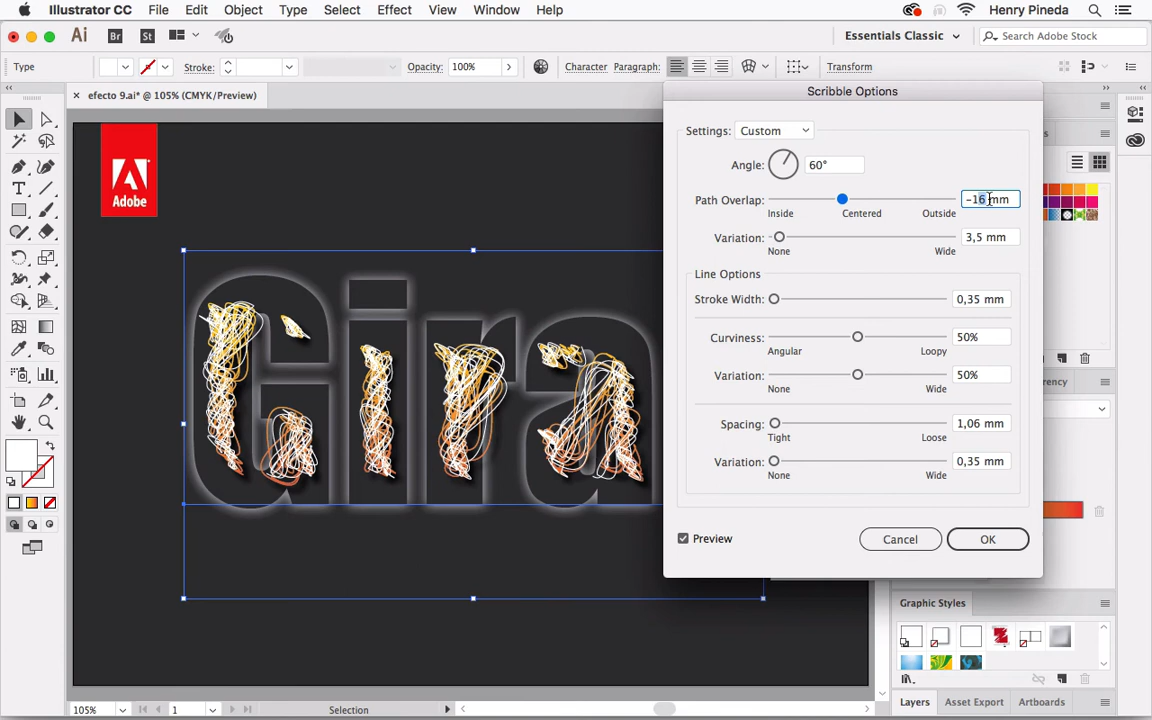 Illustrator CC File Edit Object Type Select Effect View Window Help Henry Pineda
Ai Br St Essentials Classic Search Adobe Stock
Type Stroke: Opacity: 100% Character Paragraph: Transform
× efecto 9.ai* @ 105% (CMYK/Preview)
Scribble Options
Settings: Custom
Angle: 60°
Path Overlap: -16 mm
Inside Centered Outside
Variation: 3,5 mm
None Wide
Line Options
Stroke Width: 0,35 mm
Curviness: 50%
Angular Loopy
Variation: 50%
None Wide
Spacing: 1,06 mm
Tight Loose
Variation: 0,35 mm
None Wide
Preview Cancel OK
Adobe
Gira
Graphic Styles
Layers Asset Export Artboards
105% 1 Selection